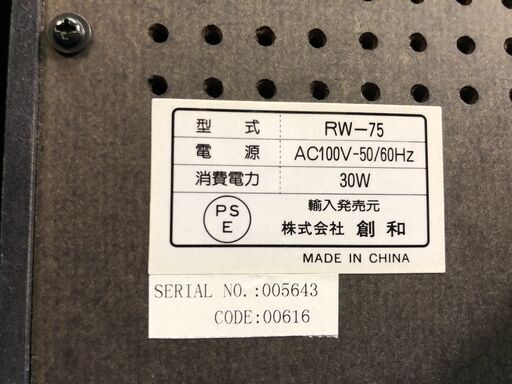 型式 RW-75
電源 AC100V-50/60Hz
消費電力 30W
PS
E
輸入発売元
株式会社 創和
MADE IN CHINA
SERIAL NO.:005643
CODE:00616